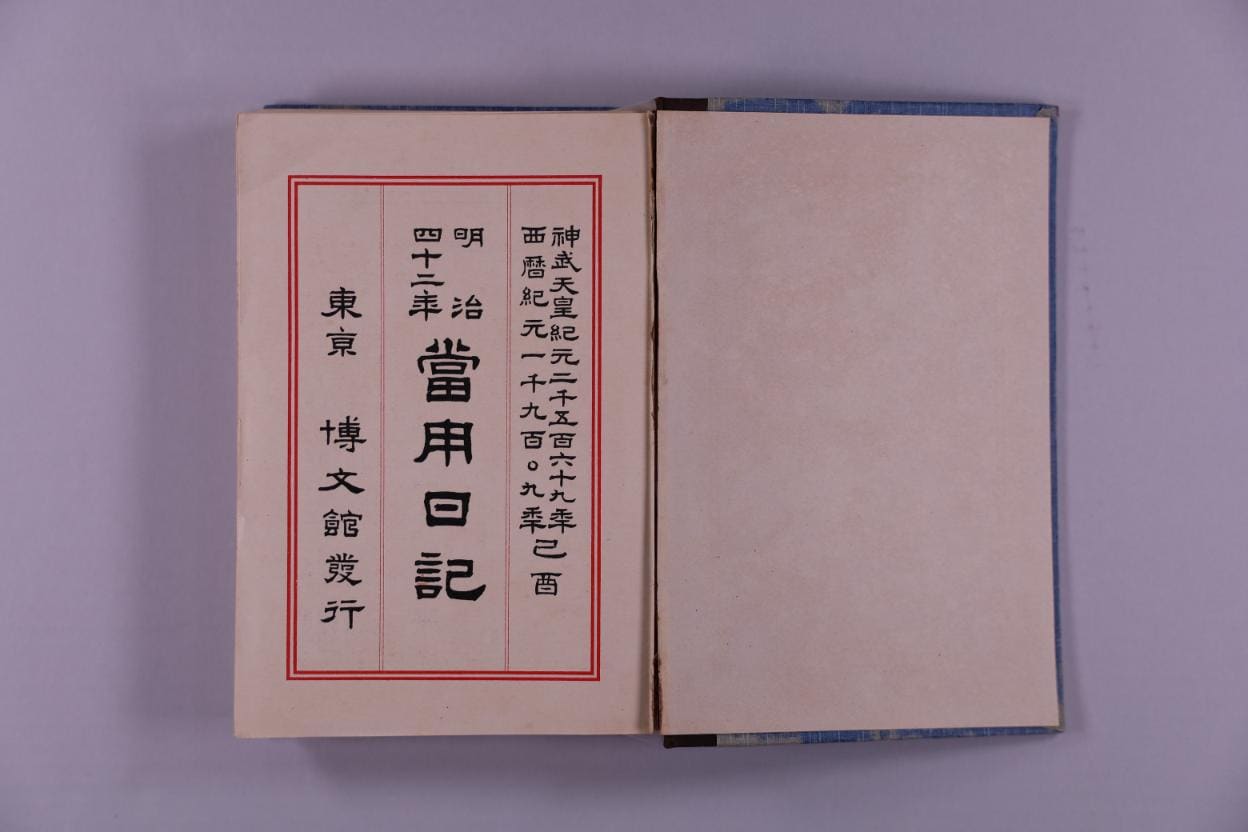 神武天皇紀元二千五百六十九年
西暦紀元一千九百〇九年
己酉
明治
四十二年
當用日記
東京 博文館發行